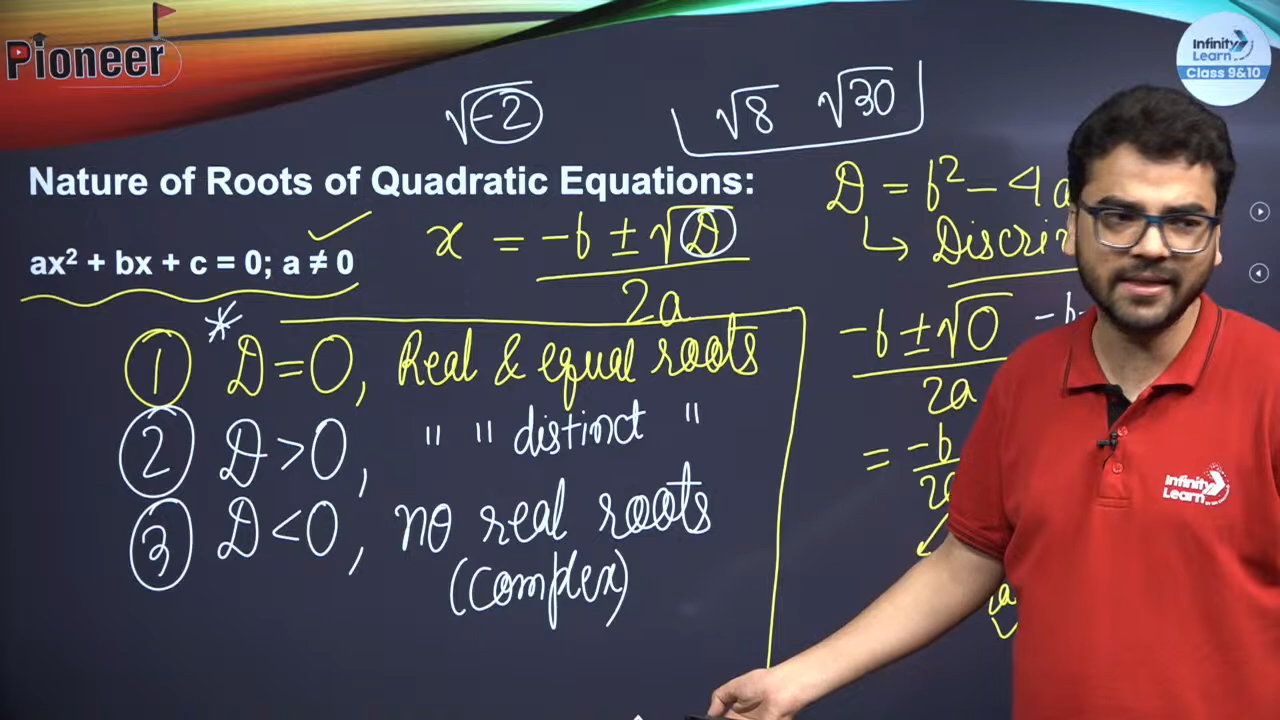 Pioneer
Infinity
Learn
Class 9&10
√-2
√8 √30
Nature of Roots of Quadratic Equations:
D = b² - 4
ax² + bx + c = 0; a ≠ 0
x = -b ± √D
2a
-b ± √0
2a
= -b
* ① D = 0, Real & equal roots
② D > 0, " " distinct "
③ D < 0, no real roots
(complex)
Infinity
Learn